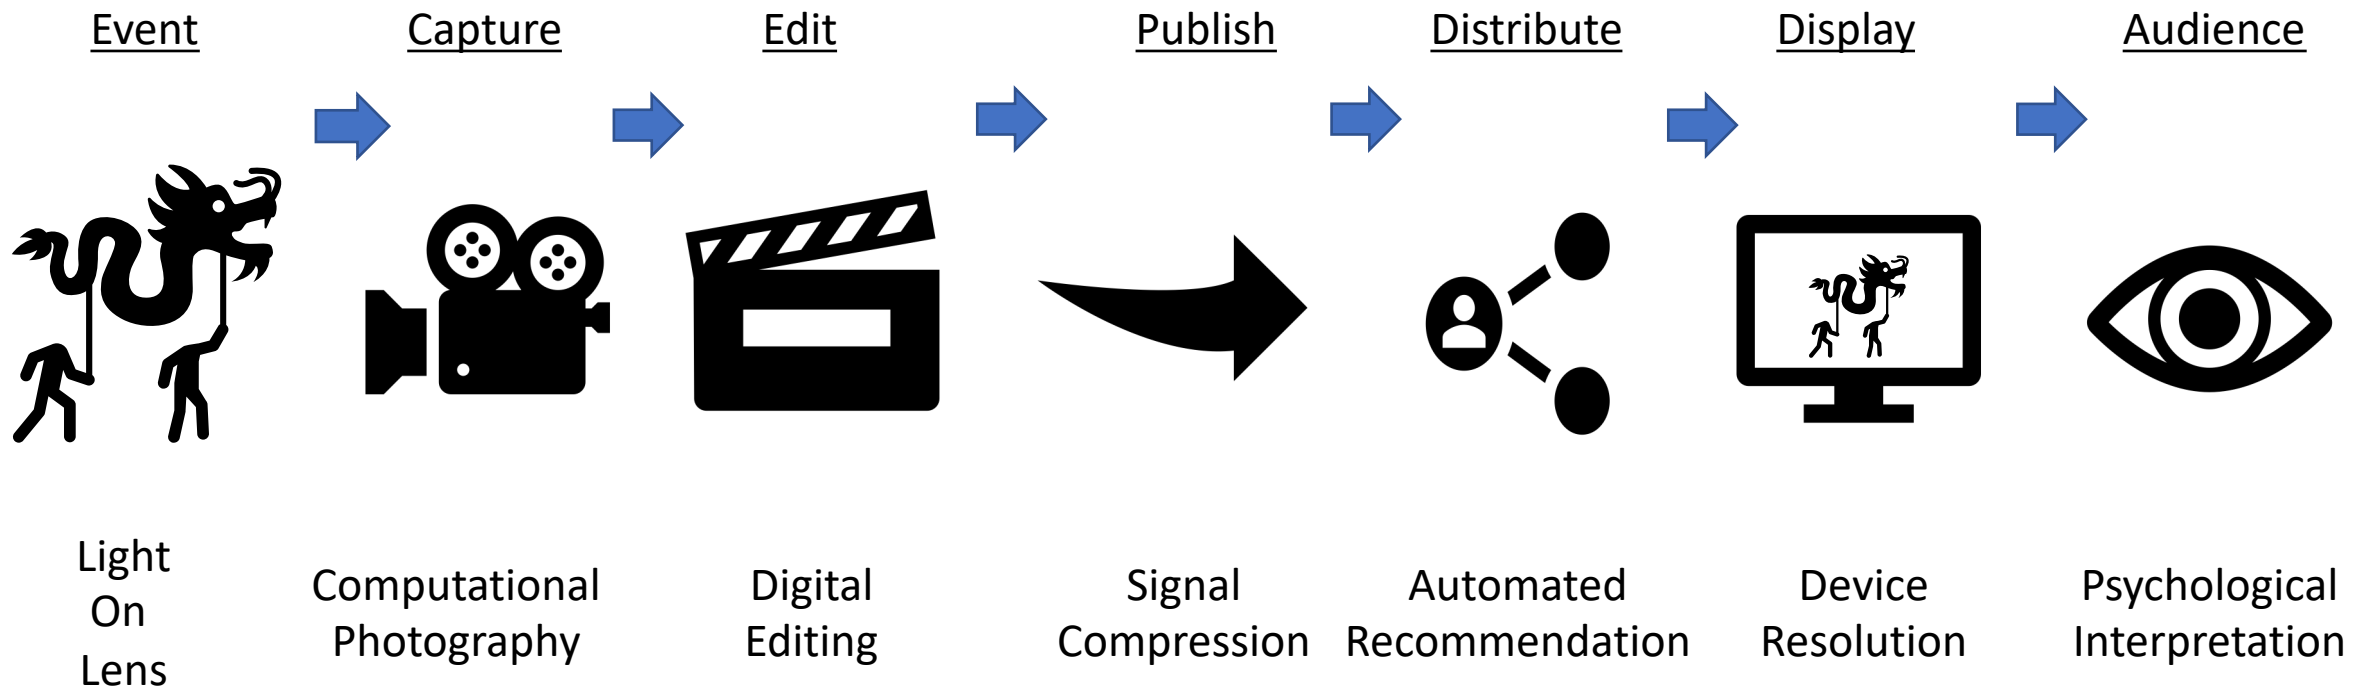 Event
Capture
Edit
Publish
Distribute
Display
Audience
Light
On
Lens
Computational
Photography
Digital
Editing
Signal
Compression
Automated
Recommendation
Device
Resolution
Psychological
Interpretation